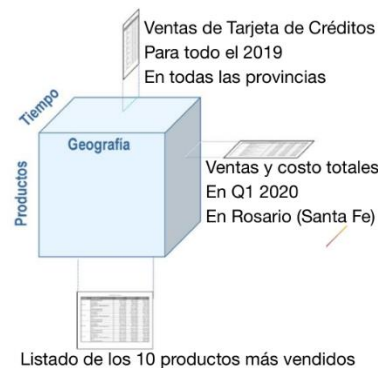 Ventas de Tarjeta de Créditos
Para todo el 2019
En todas las provincias
Tiempo
Geografía
Productos
Ventas y costo totales
En Q1 2020
En Rosario (Santa Fe)
Listado de los 10 productos más vendidos